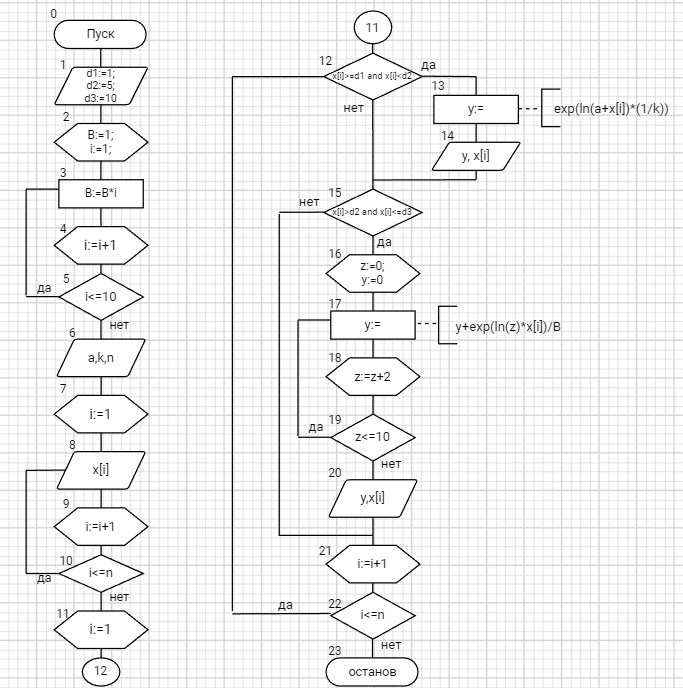 0
Пуск
1
d1:=1;
d2:=5;
d3:=10
2
B:=1;
i:=1;
3
B:=B*i
4
i:=i+1
5
i<=10
да
нет
6
a,k,n
7
i:=1
8
x[i]
9
i:=i+1
10
i<=n
да
нет
11
i:=1
12
11
12
x[i]>=d1 and x[i]<d2
да
нет
13
y:=
exp(ln(a+x[i])*(1/k))
14
y, x[i]
15
нет
x[i]>d2 and x[i]<=d3
да
16
z:=0;
y:=0
17
y:=
y+exp(ln(z)*x[i])/B
18
z:=z+2
19
да
z<=10
нет
20
y,x[i]
21
i:=i+1
22
да
i<=n
нет
23
останов